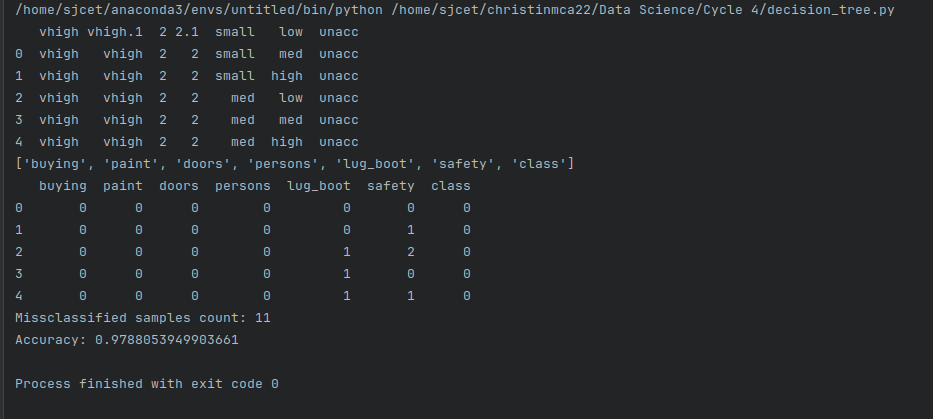 /home/sjcet/anaconda3/envs/untitled/bin/python /home/sjcet/christinmca22/Data Science/Cycle 4/decision_tree.py
vhigh vhigh.1 2 2.1 small low unacc
0 vhigh vhigh 2 2 small med unacc
1 vhigh vhigh 2 2 small high unacc
2 vhigh vhigh 2 2 med low unacc
3 vhigh vhigh 2 2 med med unacc
4 vhigh vhigh 2 2 med high unacc
['buying', 'paint', 'doors', 'persons', 'lug_boot', 'safety', 'class']
buying paint doors persons lug_boot safety class
0 0 0 0 0 0 0 0
1 0 0 0 0 0 1 0
2 0 0 0 0 1 2 0
3 0 0 0 0 1 0 0
4 0 0 0 0 1 1 0
Missclassified samples count: 11
Accuracy: 0.9788053949903661
Process finished with exit code 0